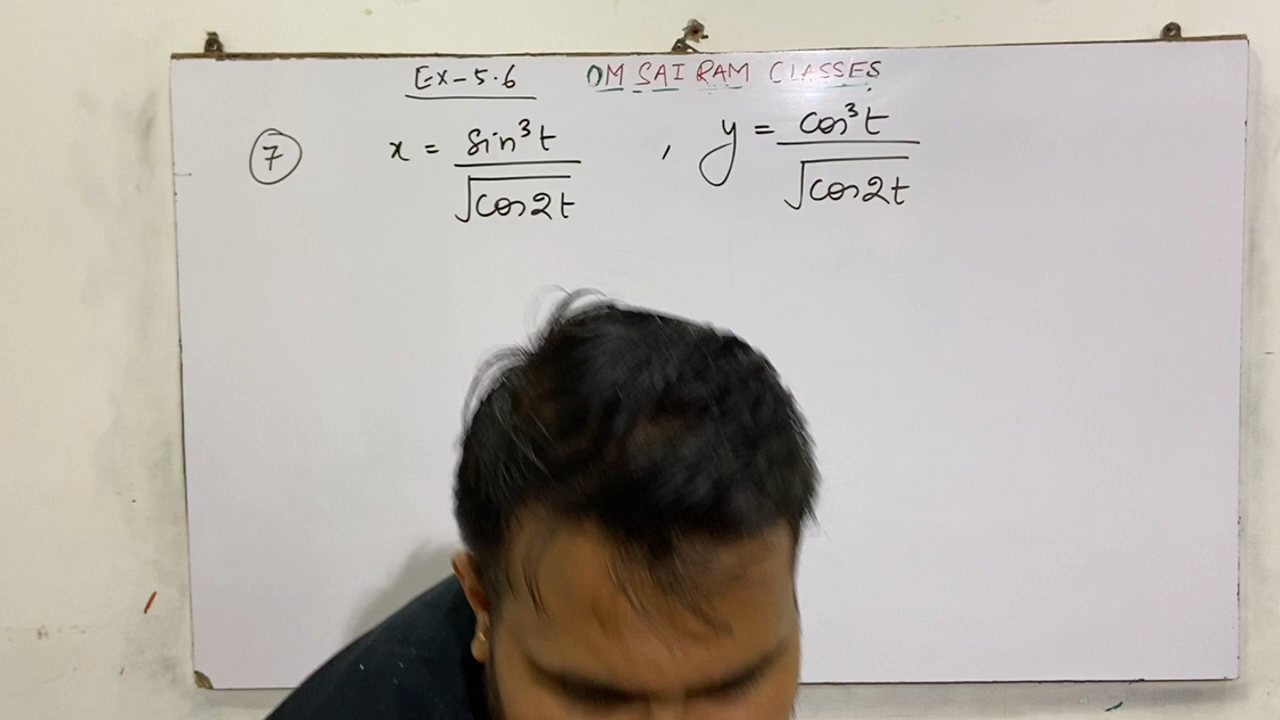 Ex-5.6 OM SAI RAM CLASSES
7 x = sin³t / √cos2t , y = cos³t / √cos2t